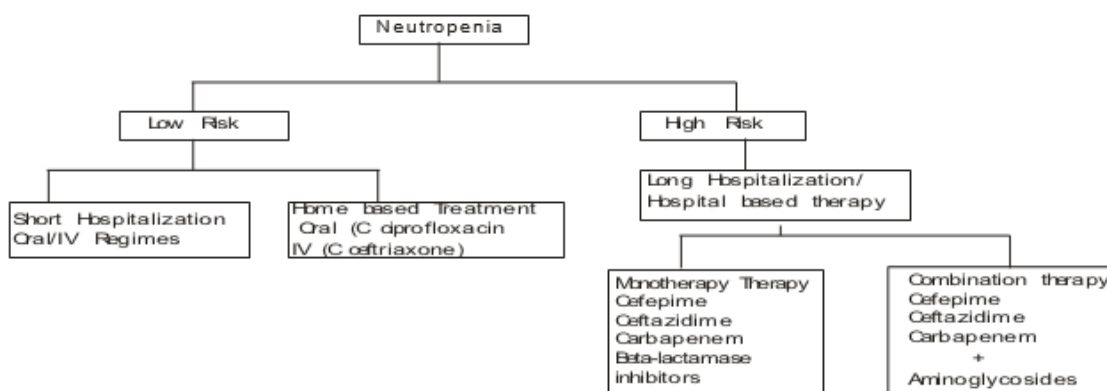 Neutropenia
Low Risk
High Risk
Short Hospitalization
Oral/IV Regimes
Home based Treatment
Oral (C ciprofloxacin
IV (C ceftriaxone)
Long Hospitalization/
Hospital based therapy
Monotherapy Therapy
Cefepime
Ceftazidime
Carbapenem
Beta-lactamase
inhibitors
Combination therapy
Cefepime
Ceftazidime
Carbapenem
+
Aminoglycosides